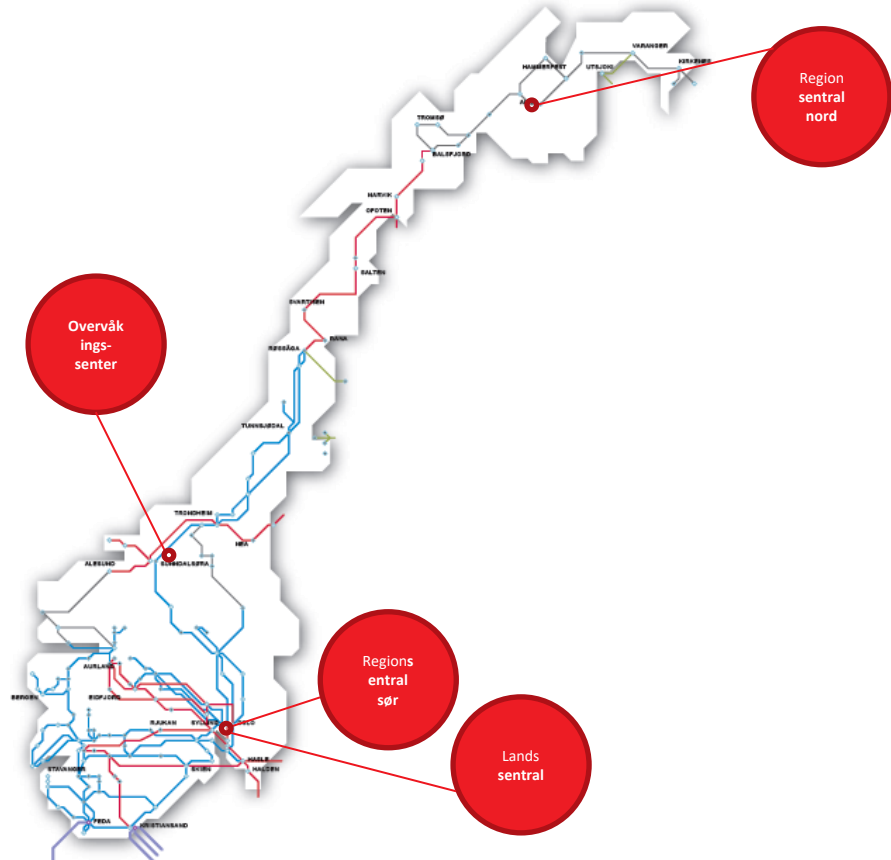 VARANGER
HAMMERFEST
UTSJOKI
KIRKENES
Region
sentral
nord
TROMSØ
BALSFJORD
NARVIK
OFOTEN
SALTEN
SVARTISEN
RANA
RØSSÅGA
Overvåk
ings-
senter
TUNNSJØDAL
TRONDHEIM
NEA
ÅLESUND
SUNNDALSØRA
Regions
entral
sør
AURLAND
BERGEN
EIDFJORD
RJUKAN
SYLLING
OSLO
Lands
sentral
STAVANGER
SKIEN
HASLE
HALDEN
FEDA
KRISTIANSAND